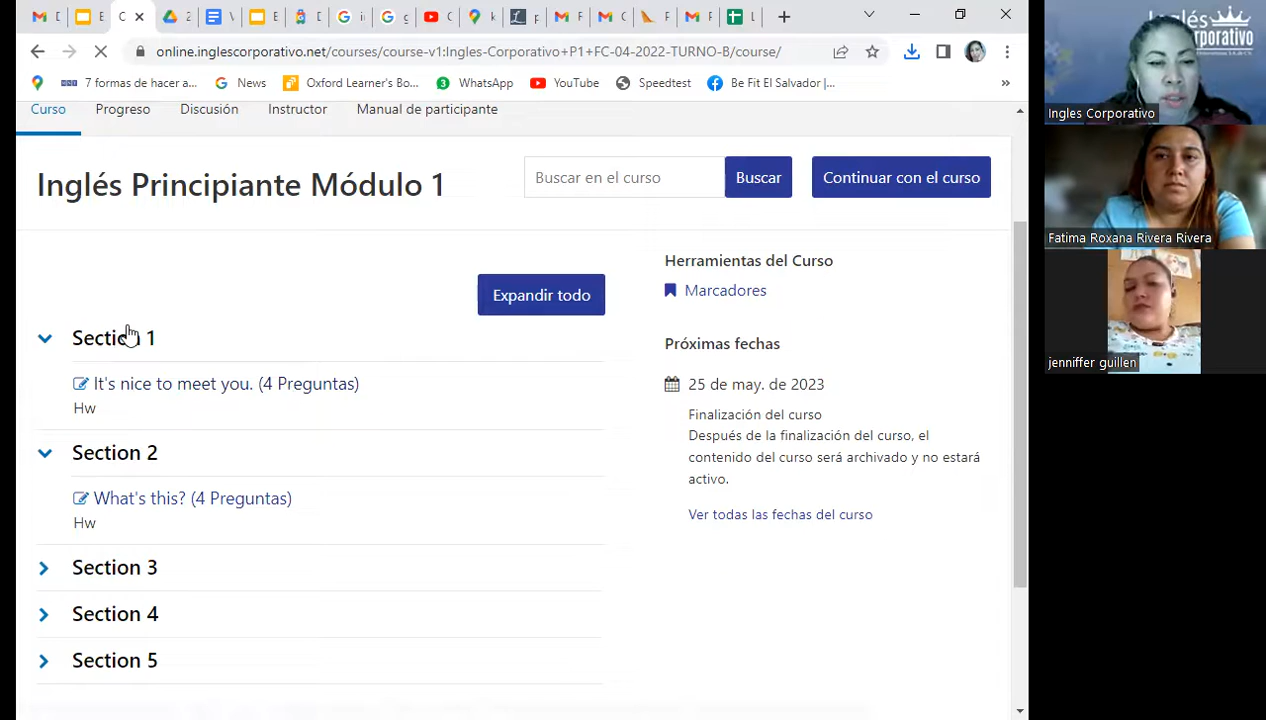 D
E
C
2
V
E
D
i
g
k
p
F
C
F
L
online.inglescorporativo.net/courses/course-v1:Ingles-Corporativo+P1+FC-04-2022-TURNO-B/course/
7 formas de hacer a...
News
Oxford Learner's Bo...
WhatsApp
YouTube
Speedtest
Be Fit El Salvador |...
»
Curso
Progreso
Discusión
Instructor
Manual de participante
Inglés Principiante Módulo 1
Buscar en el curso
Buscar
Continuar con el curso
Expandir todo
Section 1
It's nice to meet you. (4 Preguntas)
Hw
Section 2
What's this? (4 Preguntas)
Hw
Section 3
Section 4
Section 5
Herramientas del Curso
Marcadores
Próximas fechas
25 de may. de 2023
Finalización del curso
Después de la finalización del curso, el
contenido del curso será archivado y no estará
activo.
Ver todas las fechas del curso
Inglés
Ingles Corporativo
Fatima Roxana Rivera Rivera
jenniffer guillen